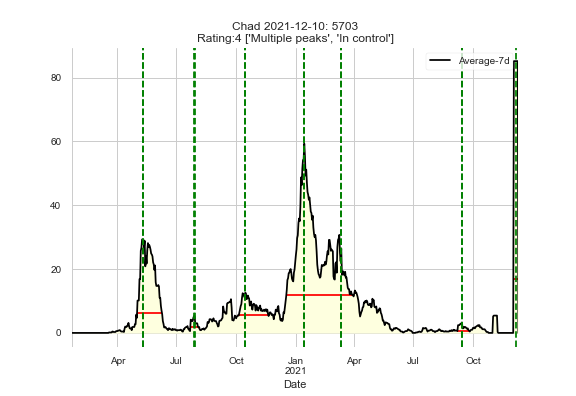 Chad 2021-12-10: 5703
Rating:4 ['Multiple peaks', 'In control']
Average-7d
80
60
40
20
0
Apr Jul Oct Jan Apr Jul Oct
2021
Date